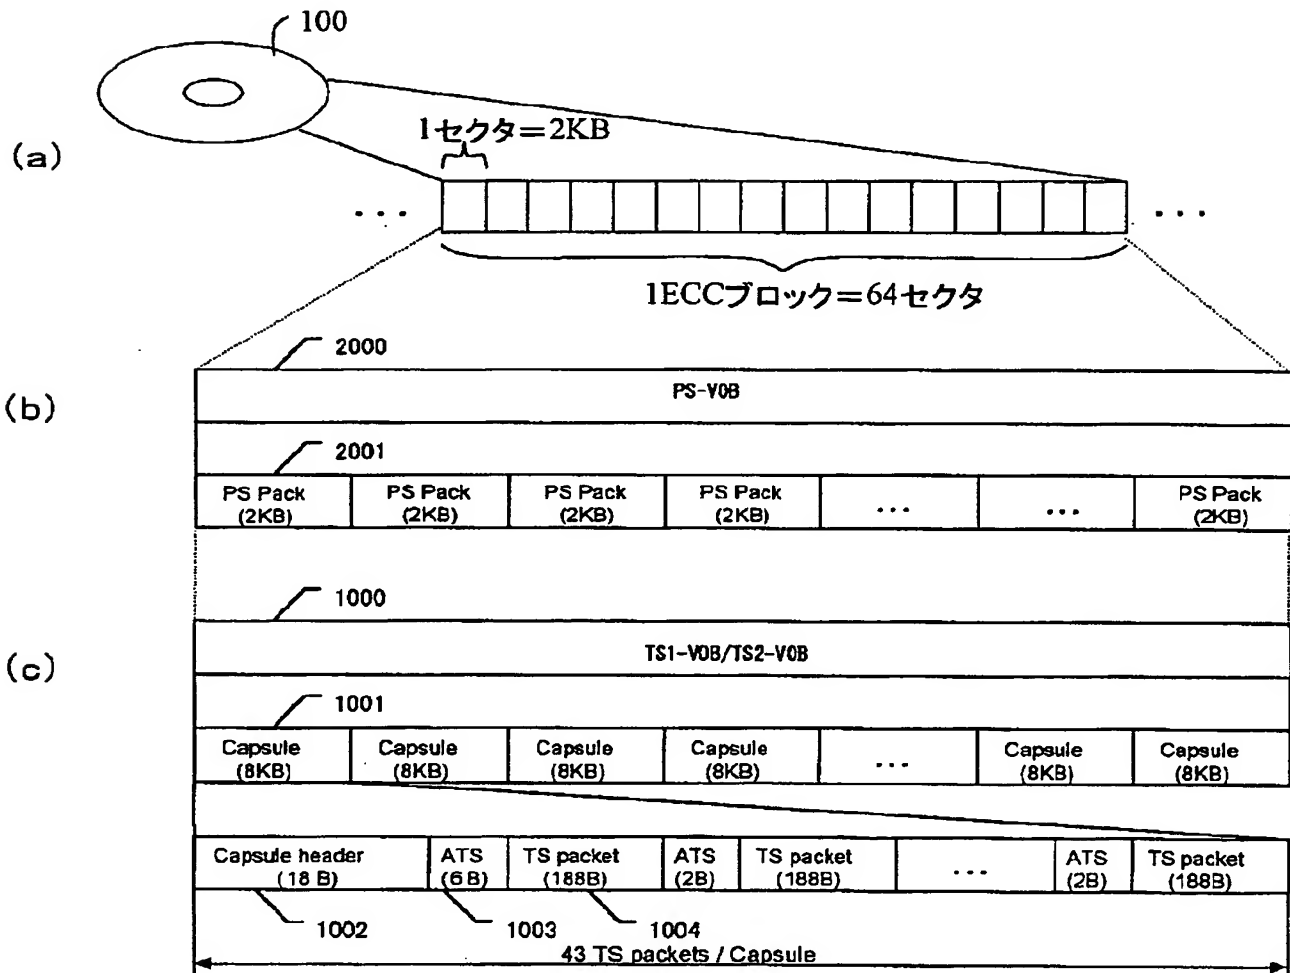 100
(a)
1セクタ=2KB
... ...
1ECCブロック=64セクタ
2000
(b)
PS-VOB
2001
PS Pack (2KB) PS Pack (2KB) PS Pack (2KB) PS Pack (2KB) ... ... PS Pack (2KB)
1000
(c)
TS1-VOB/TS2-VOB
1001
Capsule (8KB) Capsule (8KB) Capsule (8KB) Capsule (8KB) ... Capsule (8KB) Capsule (8KB)
Capsule header (18 B) ATS (6B) TS packet (188B) ATS (2B) TS packet (188B) ... ATS (2B) TS packet (188B)
1002 1003 1004
43 TS packets / Capsule